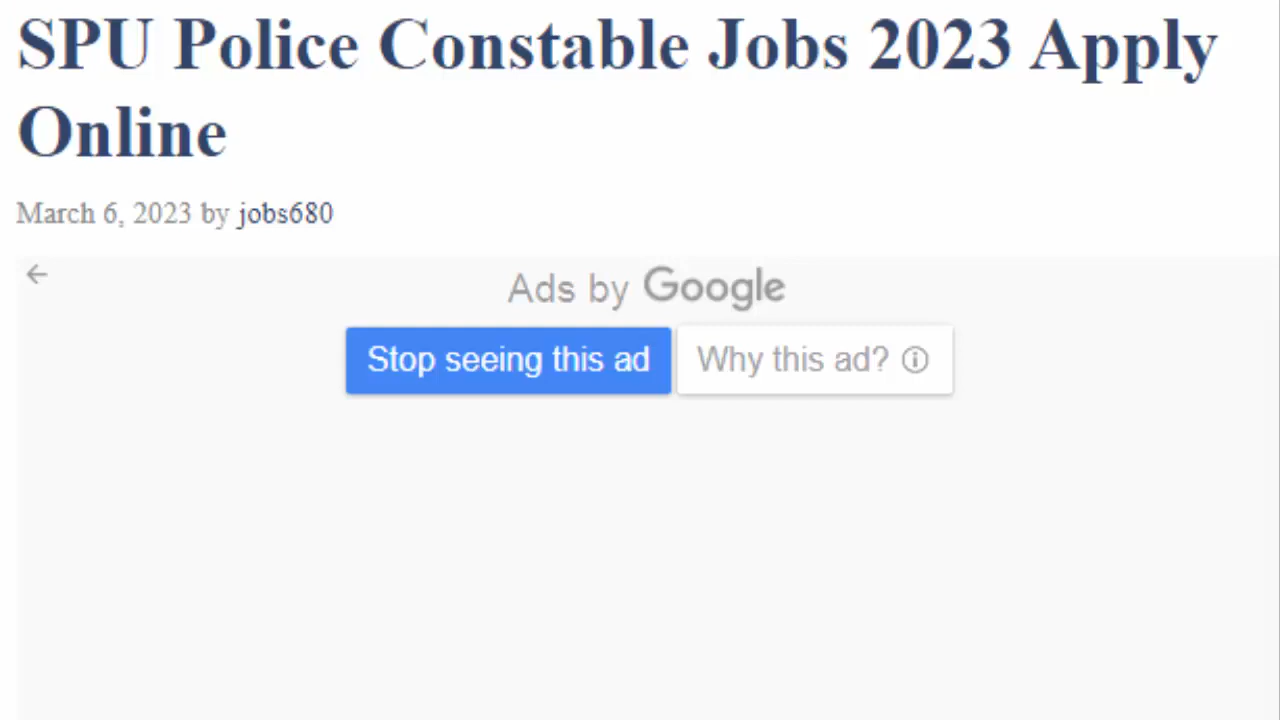 SPU Police Constable Jobs 2023 Apply
Online
March 6, 2023 by jobs680
Ads by Google
Stop seeing this ad
Why this ad?